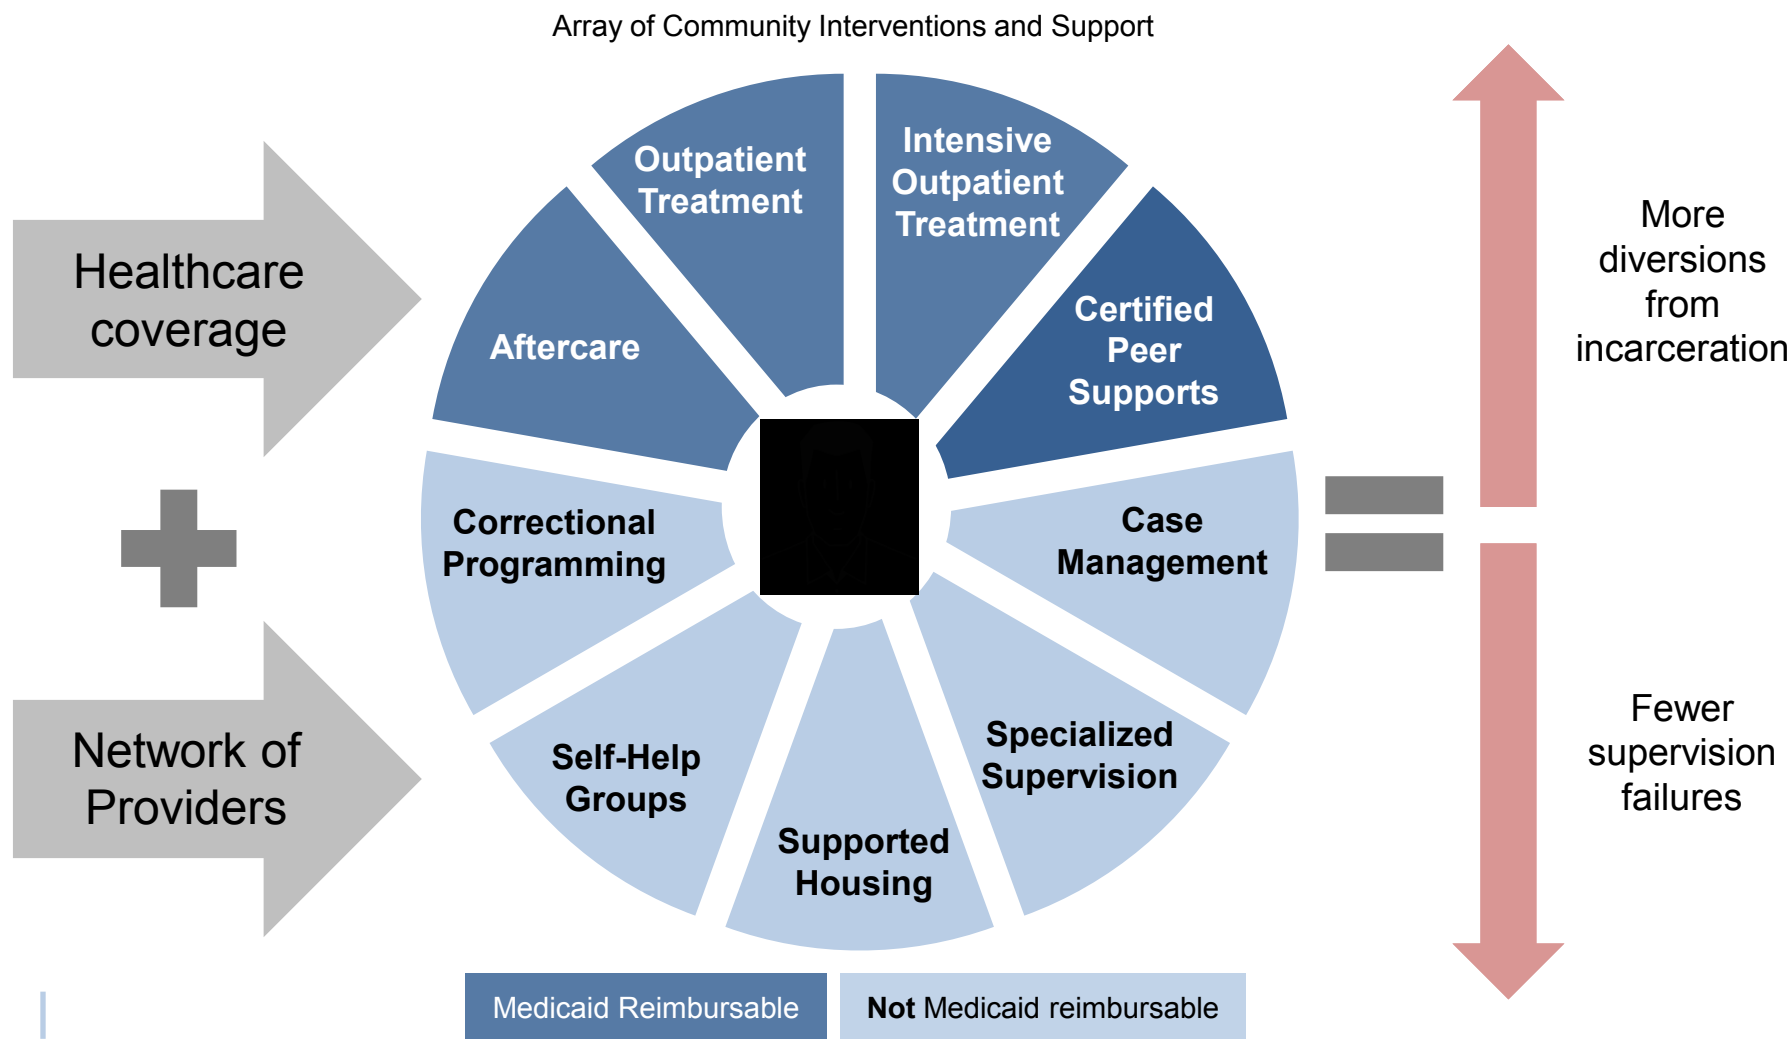 Array of Community Interventions and Support
Healthcare
coverage
Network of
Providers
Outpatient
Treatment
Intensive
Outpatient
Treatment
Aftercare
Certified
Peer
Supports
Correctional
Programming
Case
Management
Self-Help
Groups
Specialized
Supervision
Supported
Housing
More
diversions
from
incarceration
Fewer
supervision
failures
Medicaid Reimbursable
Not Medicaid reimbursable